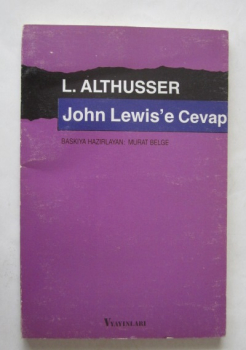 L. ALTHUSSER
John Lewis'e Cevap
BASKIYA HAZIRLAYAN: MURAT BELGE
V YAYINLARI